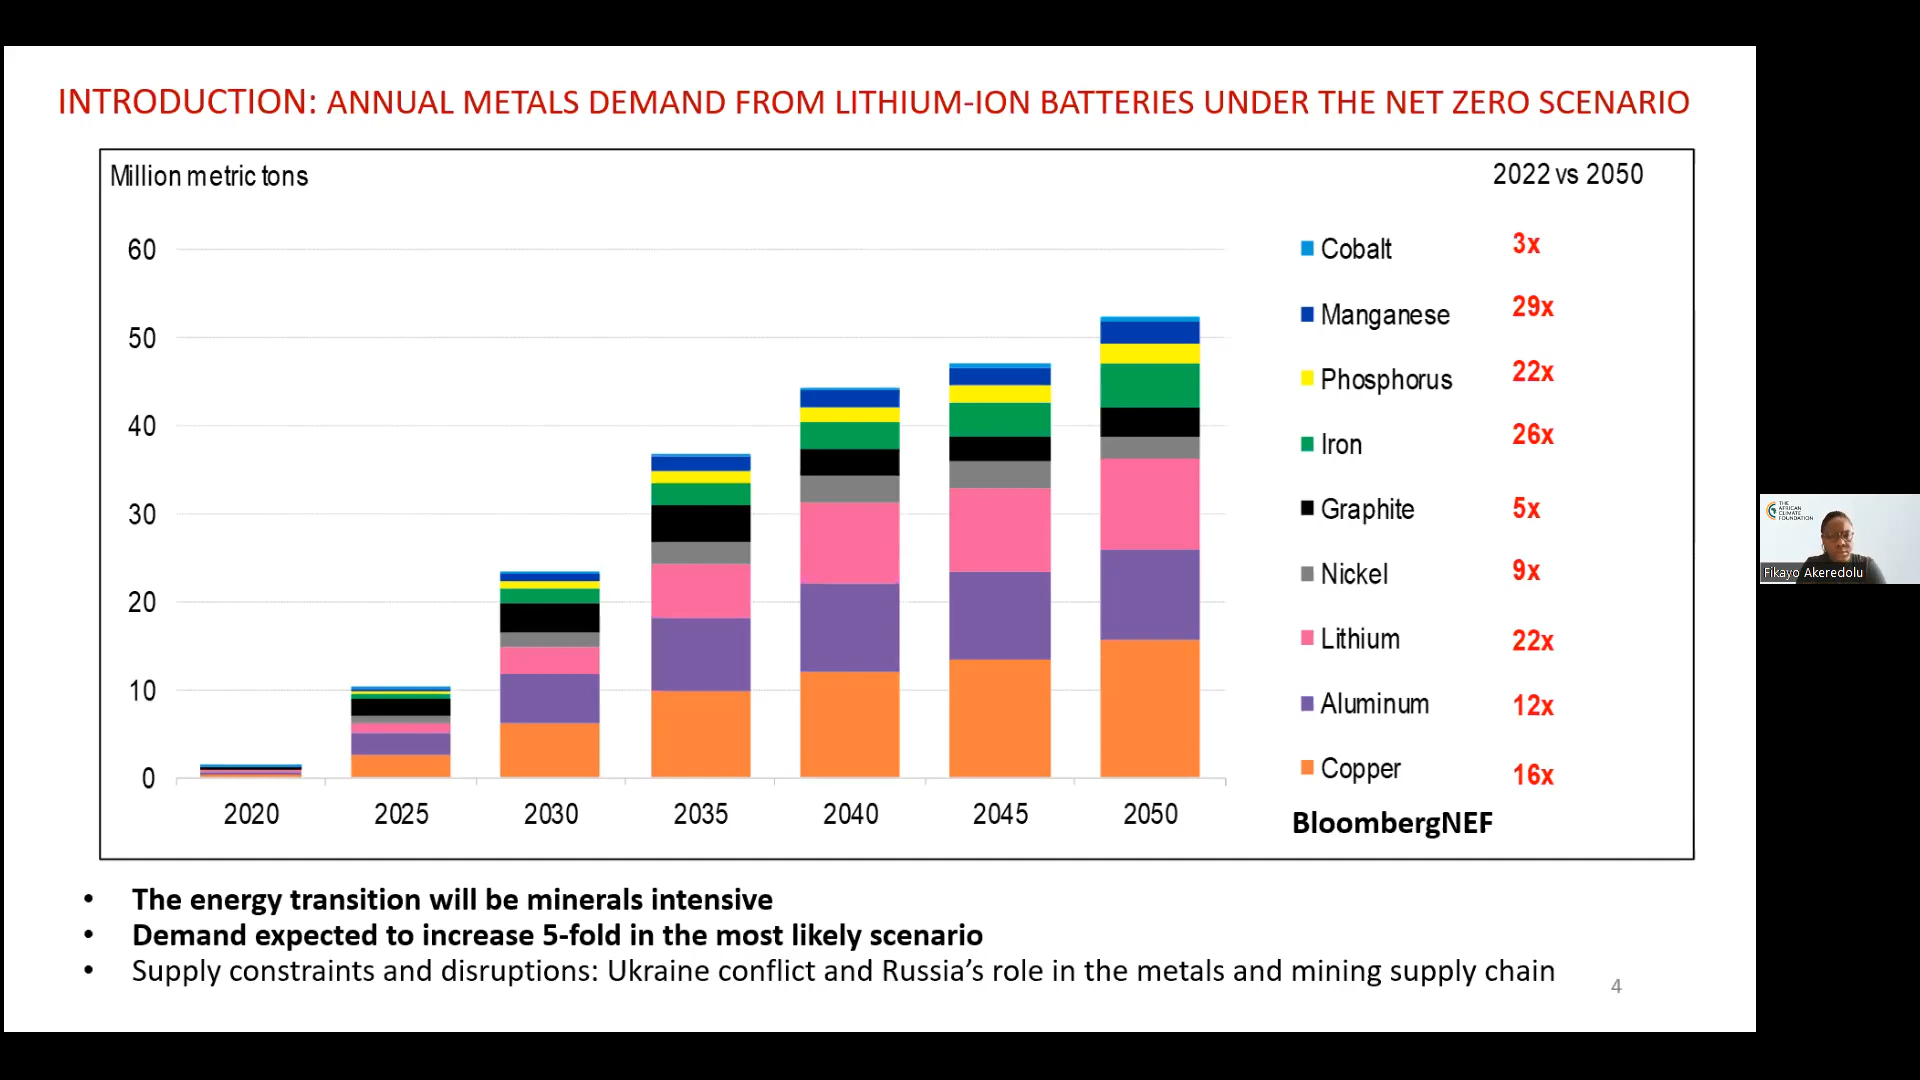 INTRODUCTION: ANNUAL METALS DEMAND FROM LITHIUM-ION BATTERIES UNDER THE NET ZERO SCENARIO
Million metric tons
2022 vs 2050
60
50
40
30
20
10
0
2020 2025 2030 2035 2040 2045 2050
Cobalt 3x
Manganese 29x
Phosphorus 22x
Iron 26x
Graphite 5x
Nickel 9x
Lithium 22x
Aluminum 12x
Copper 16x
BloombergNEF
• The energy transition will be minerals intensive
• Demand expected to increase 5-fold in the most likely scenario
• Supply constraints and disruptions: Ukraine conflict and Russia’s role in the metals and mining supply chain
4
THE
AFRICAN
CLIMATE
FOUNDATION
Fikayo Akeredolu